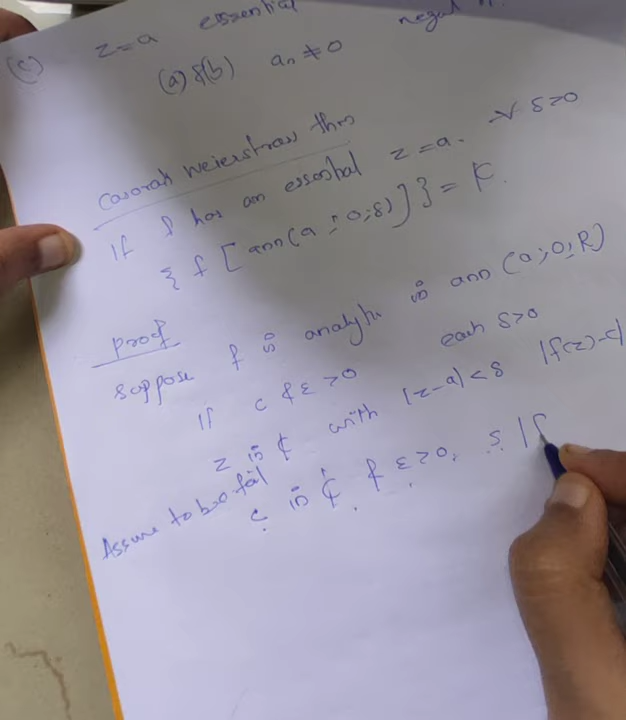 (c) z=a essential
(a) &(b) an ≠ 0
Casorati Weierstrass thm
If f has an essential z=a. ∀ δ>0
{ f [ann(a;0;δ)] } = ₵.
proof
suppose f is analytic in ann (a;0;R)
If c & ε >0 each δ>0
z in ₵ with |z-a|<δ |f(z)-c|
Assume to be
c in ₵ & ε>0,